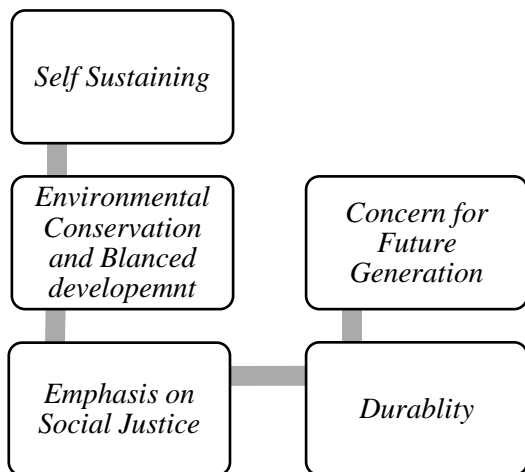 Self Sustaining
Environmental
Conservation
and Blanced
developemnt
Emphasis on
Social Justice
Durablity
Concern for
Future
Generation